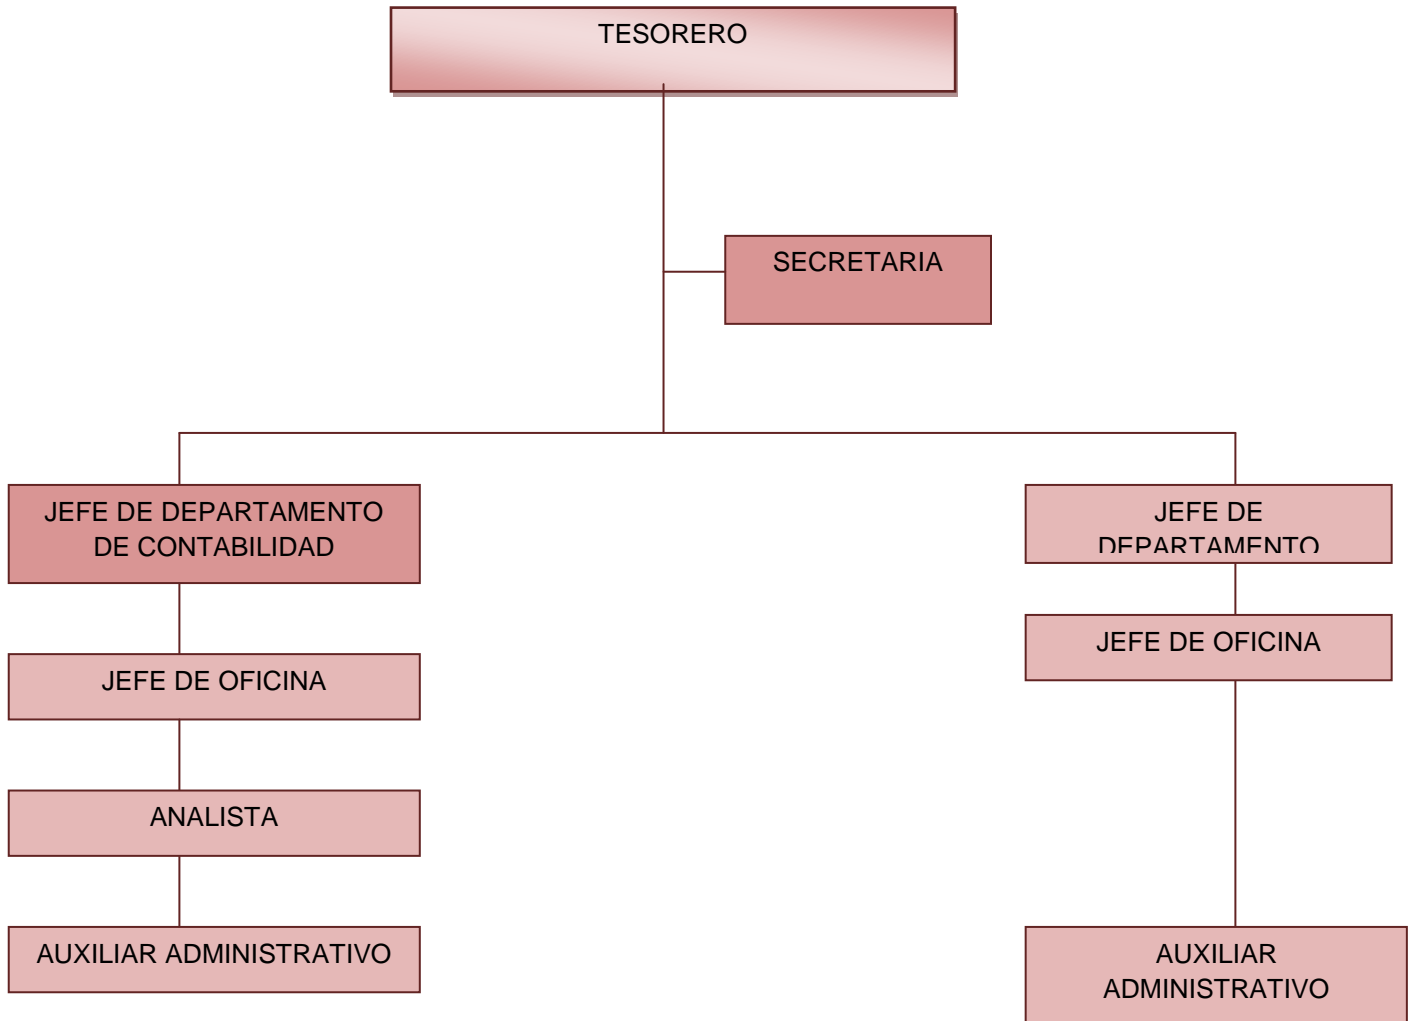 TESORERO
SECRETARIA
JEFE DE DEPARTAMENTO
DE CONTABILIDAD
JEFE DE OFICINA
ANALISTA
AUXILIAR ADMINISTRATIVO
JEFE DE
DEPARTAMENTO
JEFE DE OFICINA
AUXILIAR
ADMINISTRATIVO